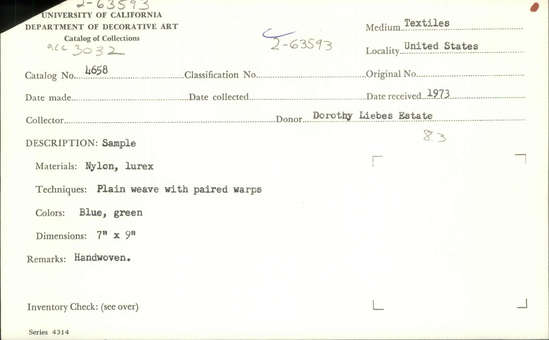 2-63593
UNIVERSITY OF CALIFORNIA
DEPARTMENT OF DECORATIVE ART
Catalog of Collections
acc 3032
2-63593
Medium Textiles
Locality United States
Catalog No. 4658 Classification No. Original No.
Date made Date collected Date received 1973
Collector Donor Dorothy Liebes Estate
83
DESCRIPTION: Sample
Materials: Nylon, lurex
Techniques: Plain weave with paired warps
Colors: Blue, green
Dimensions: 7" x 9"
Remarks: Handwoven.
Inventory Check: (see over)
Series 4314